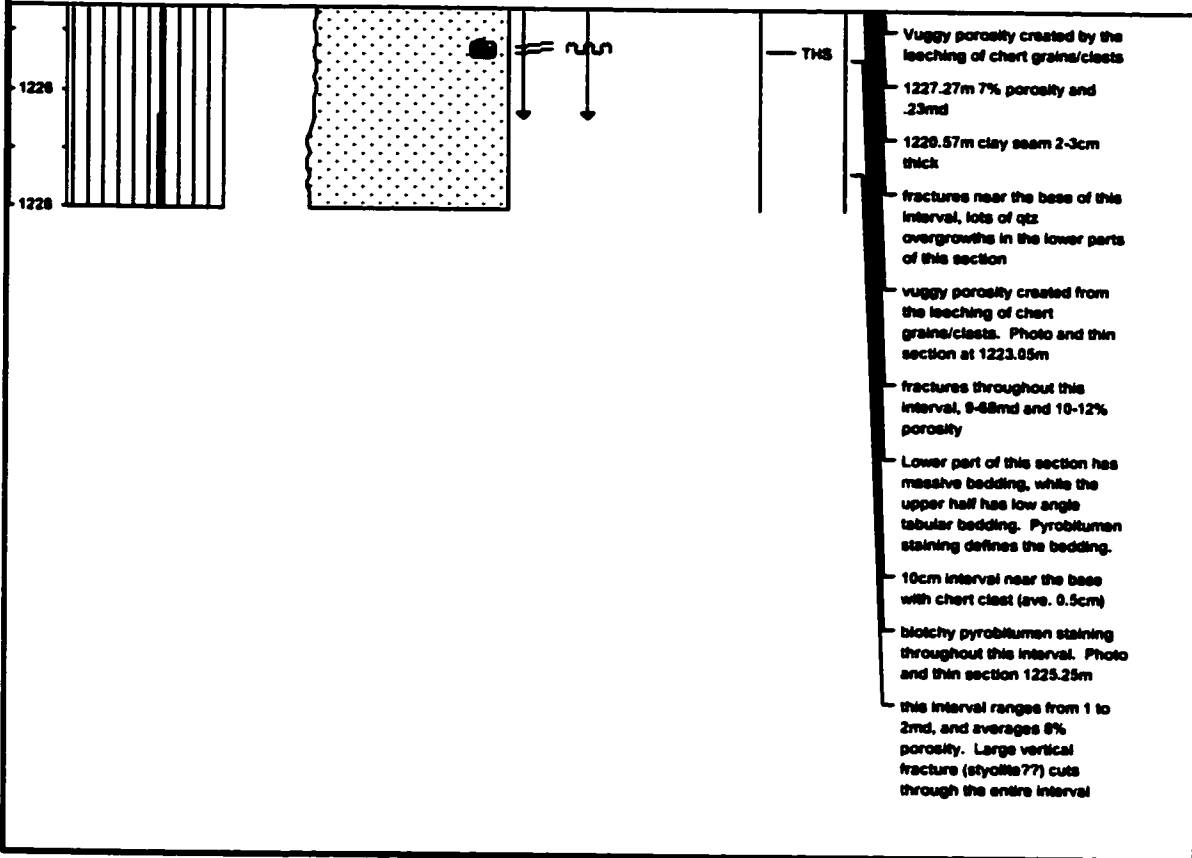 Vuggy porosity created by the
leeching of chert grains/clasts
THS
1226
1227.27m 7% porosity and
.23md
1220.57m clay seam 2-3cm
thick
1228
fractures near the base of this
interval, lots of qtz
overgrowths in the lower parts
of this section
vuggy porosity created from
the leeching of chert
grains/clasts. Photo and thin
section at 1223.05m
fractures throughout this
interval, 9-68md and 10-12%
porosity
Lower part of this section has
massive bedding, while the
upper half has low angle
tabular bedding. Pyrobitumen
staining defines the bedding.
10cm interval near the base
with chert clast (ave. 0.5cm)
blotchy pyrobitumen staining
throughout this interval. Photo
and thin section 1225.25m
this interval ranges from 1 to
2md, and averages 8%
porosity. Large vertical
fracture (styolite??) cuts
through the entire interval